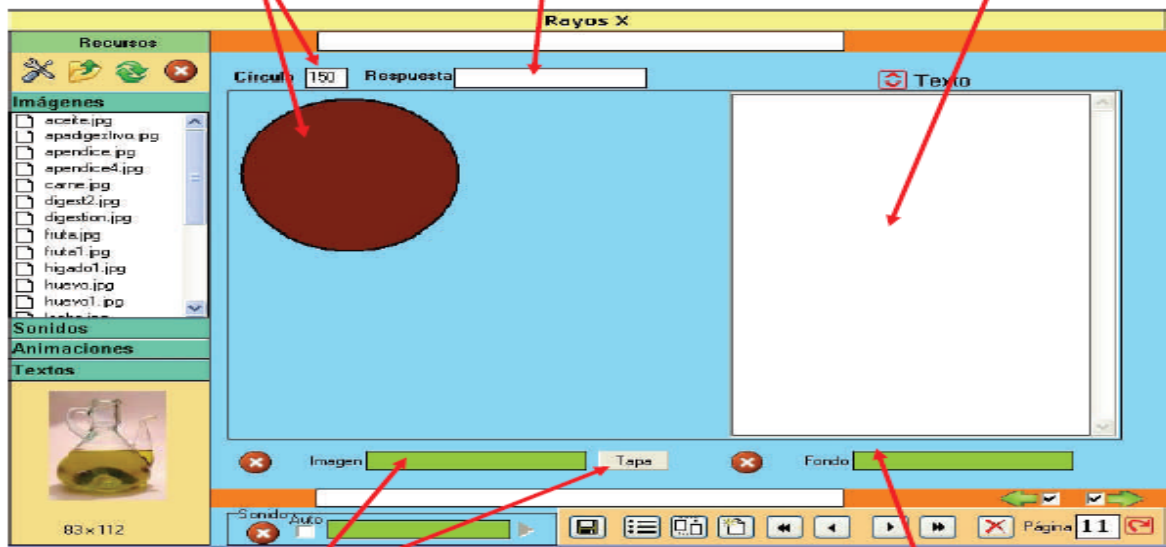 Rayos X
Recursos
Círculo 150 Respuesta
Texto
Imágenes
aceite.jpg
apadigestivo.jpg
apendice.jpg
apendice4.jpg
carne.jpg
digest2.jpg
digestion.jpg
fruta.jpg
fruta1.jpg
higado1.jpg
huevo.jpg
huevo1.jpg
Sonidos
Animaciones
Textos
Imagen Tapa Fondo
Sonido
Auto
83x112
Página 11